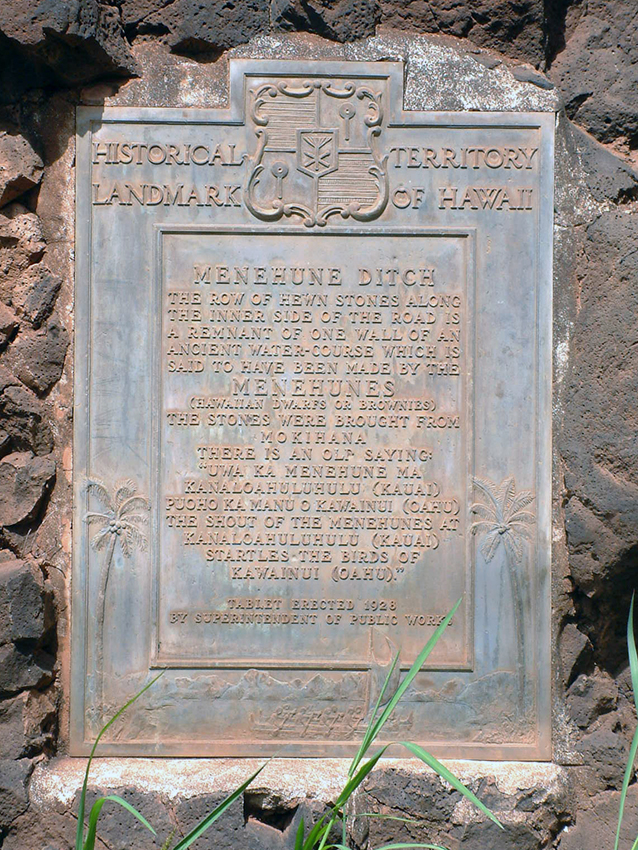 HISTORICAL TERRITORY
LANDMARK OF HAWAII
MENEHUNE DITCH
THE ROW OF HEWN STONES ALONG
THE INNER SIDE OF THE ROAD IS
A REMNANT OF ONE WALL OF AN
ANCIENT WATER-COURSE WHICH IS
SAID TO HAVE BEEN MADE BY THE
MENEHUNES
(HAWAIIAN DWARFS OR BROWNIES)
THE STONES WERE BROUGHT FROM
MOKIHANA
THERE IS AN OLD SAYING:
"UWA KA MENEHUNE MA
KANALOAHULUHULU (KAUAI)
PUOHO KA MANU O KAWAINUI (OAHU)
THE SHOUT OF THE MENEHUNES AT
KANALOAHULUHULU (KAUAI)
STARTLES THE BIRDS OF
KAWAINUI (OAHU)."
TABLET ERECTED 1928
BY SUPERINTENDENT OF PUBLIC WORKS